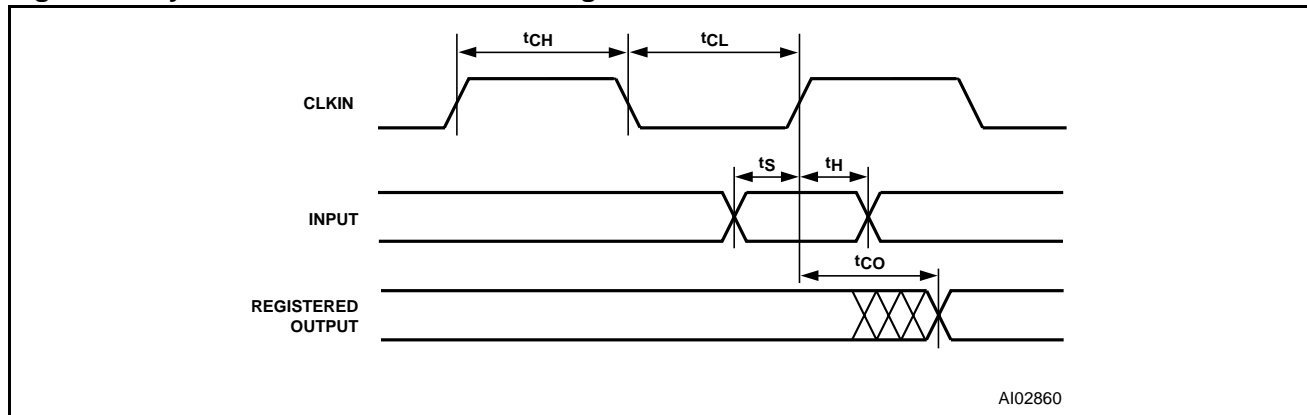 tCH
tCL
CLKIN
tS
tH
INPUT
tCO
REGISTERED
OUTPUT
AI02860